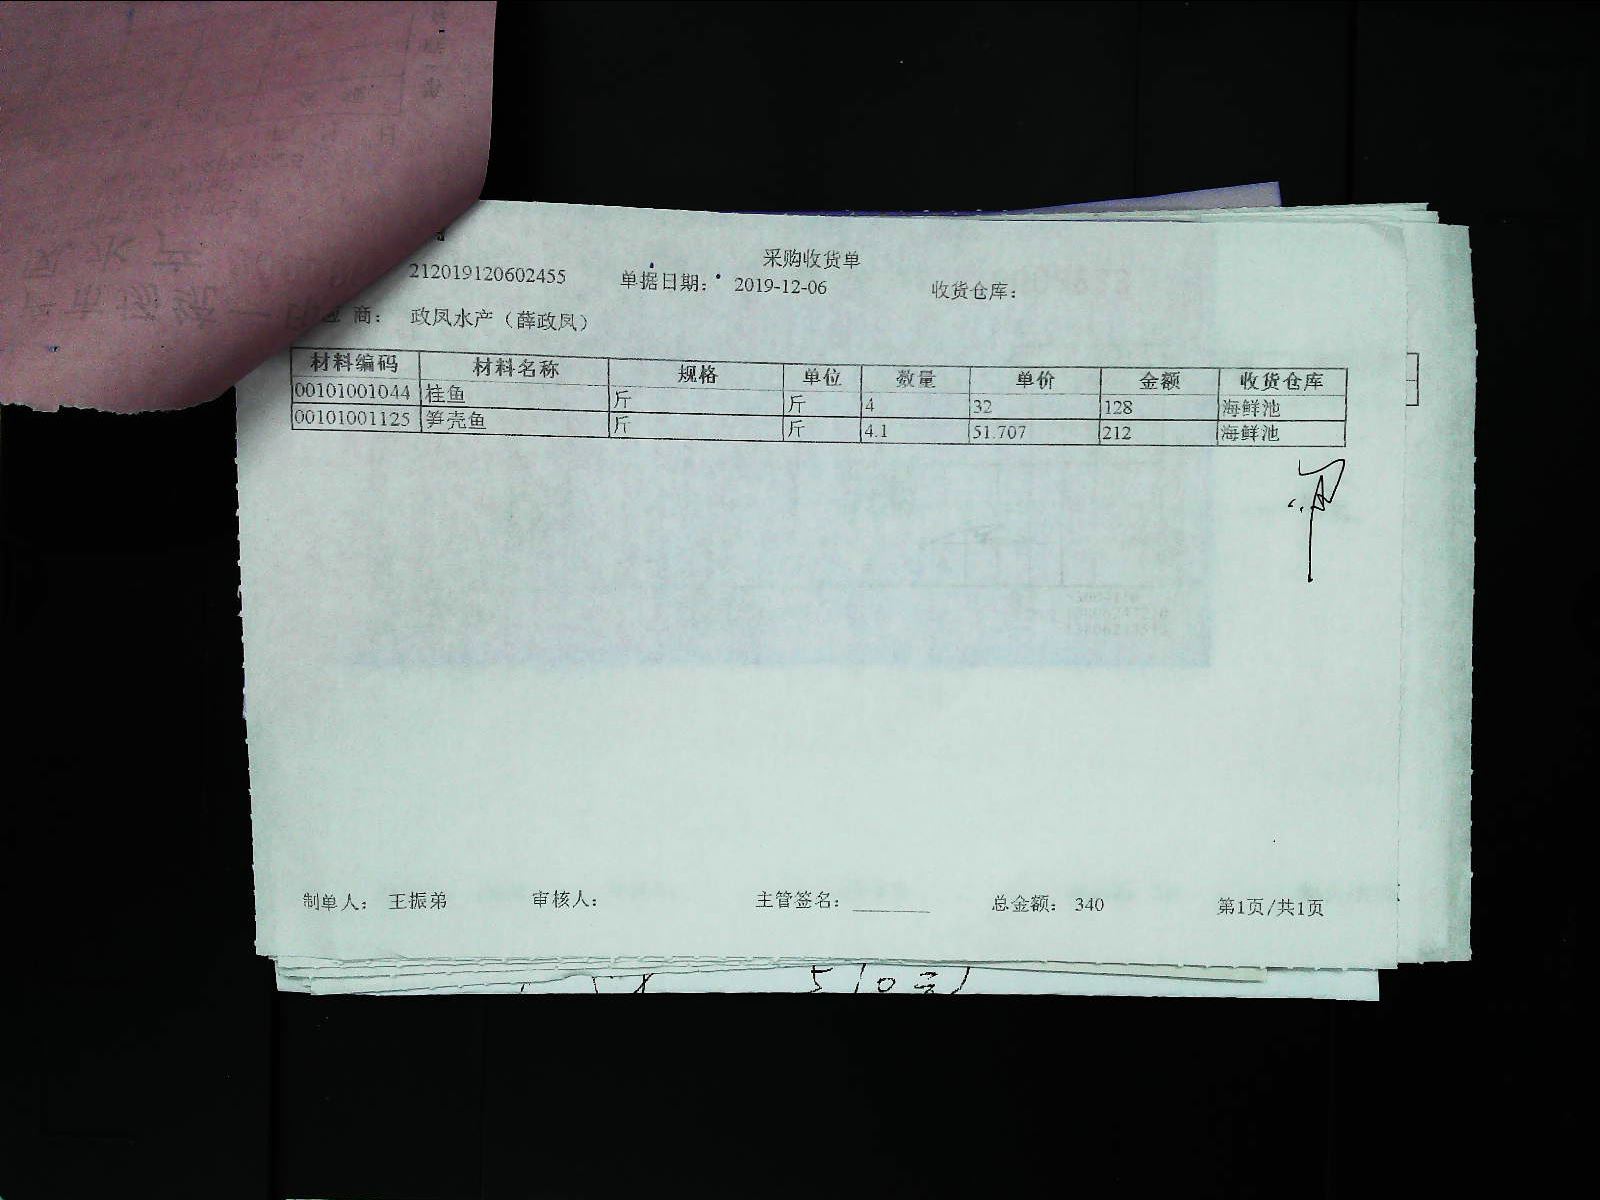 采购收货单
212019120602455 单据日期: 2019-12-06 收货仓库:
应 商: 政凤水产（薛政凤）
材料编码 材料名称 规格 单位 数量 单价 金额 收货仓库
00101001044 桂鱼 斤 斤 4 32 128 海鲜池
00101001125 笋壳鱼 斤 斤 4.1 51.707 212 海鲜池
制单人: 王振弟 审核人: 主管签名: 总金额: 340 第1页/共1页